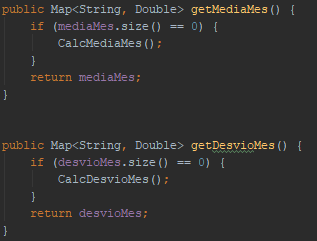 public Map<String, Double> getMediaMes() {
if (mediaMes.size() == 0) {
CalcMediaMes();
}
return mediaMes;
}
public Map<String, Double> getDesvioMes() {
if (desvioMes.size() == 0) {
CalcDesvioMes();
}
return desvioMes;
}